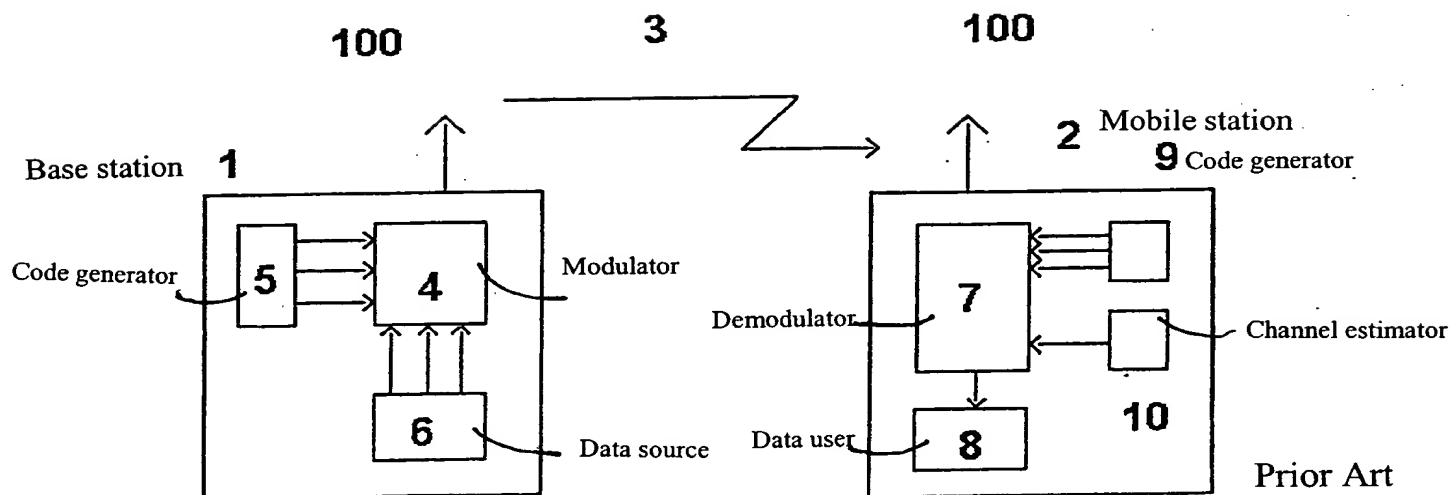 100 3 100
2 Mobile station
Base station 1
9 Code generator
Code generator 5
4 Modulator
Demodulator 7
Channel estimator
10
6 Data source
Data user 8
Prior Art